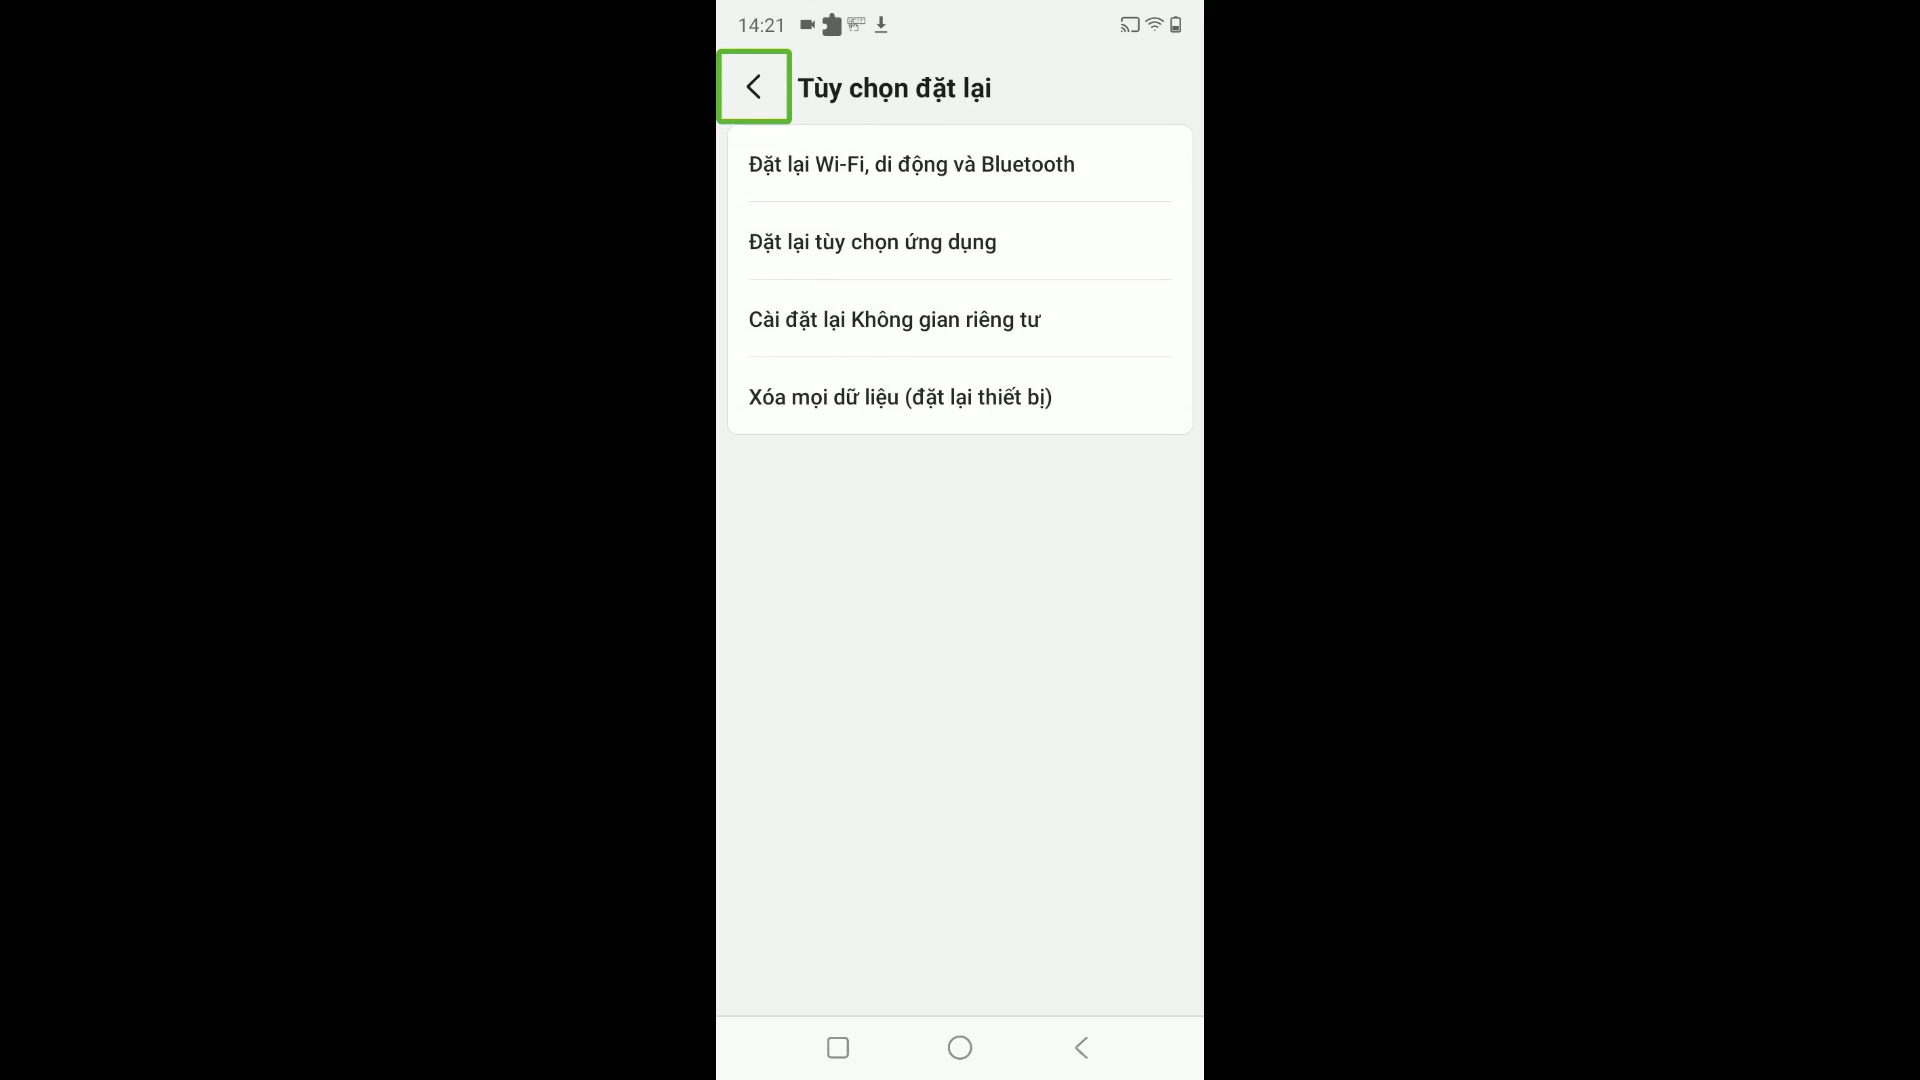 14:21
Tùy chọn đặt lại
Đặt lại Wi-Fi, di động và Bluetooth
Đặt lại tùy chọn ứng dụng
Cài đặt lại Không gian riêng tư
Xóa mọi dữ liệu (đặt lại thiết bị)